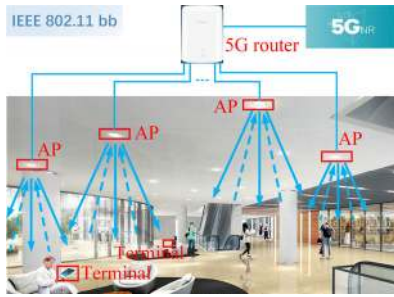 IEEE 802.11 bb
5G NR
5G router
AP
AP
AP
AP
Terminal
Terminal